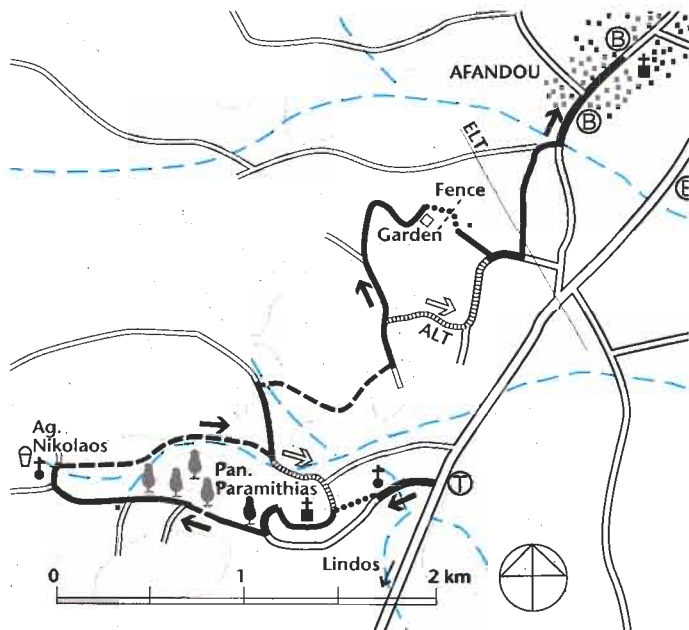 B
AFANDOU
B
ELT
Fence
Garden
ALT
Ag.
Nikolaos
Pan.
Paramithias
T
Lindos
0
1
2 km